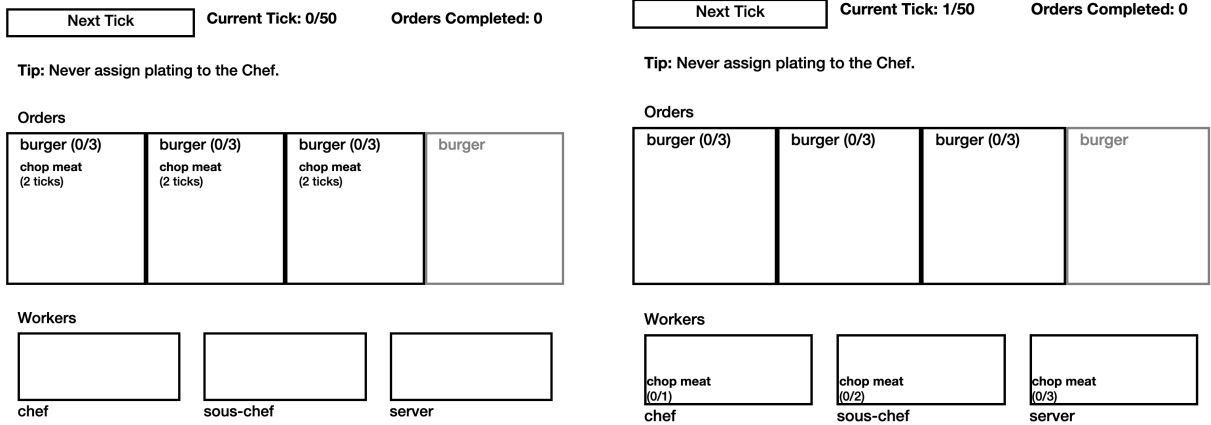 Next Tick
Current Tick: 0/50
Orders Completed: 0
Tip: Never assign plating to the Chef.
Orders
burger (0/3)
chop meat
(2 ticks)
burger (0/3)
chop meat
(2 ticks)
burger (0/3)
chop meat
(2 ticks)
burger
Workers
chef
sous-chef
server
Next Tick
Current Tick: 1/50
Orders Completed: 0
Tip: Never assign plating to the Chef.
Orders
burger (0/3)
burger (0/3)
burger (0/3)
burger
Workers
chop meat
(0/1)
chef
chop meat
(0/2)
sous-chef
chop meat
(0/3)
server